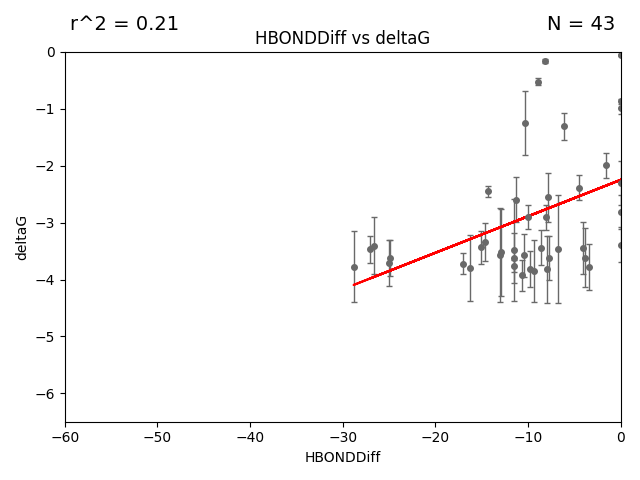 r^2 = 0.21
N = 43
HBONDDiff vs deltaG
0
−1
−2
−3
−4
−5
−6
deltaG
−60
−50
−40
−30
−20
−10
0
HBONDDiff